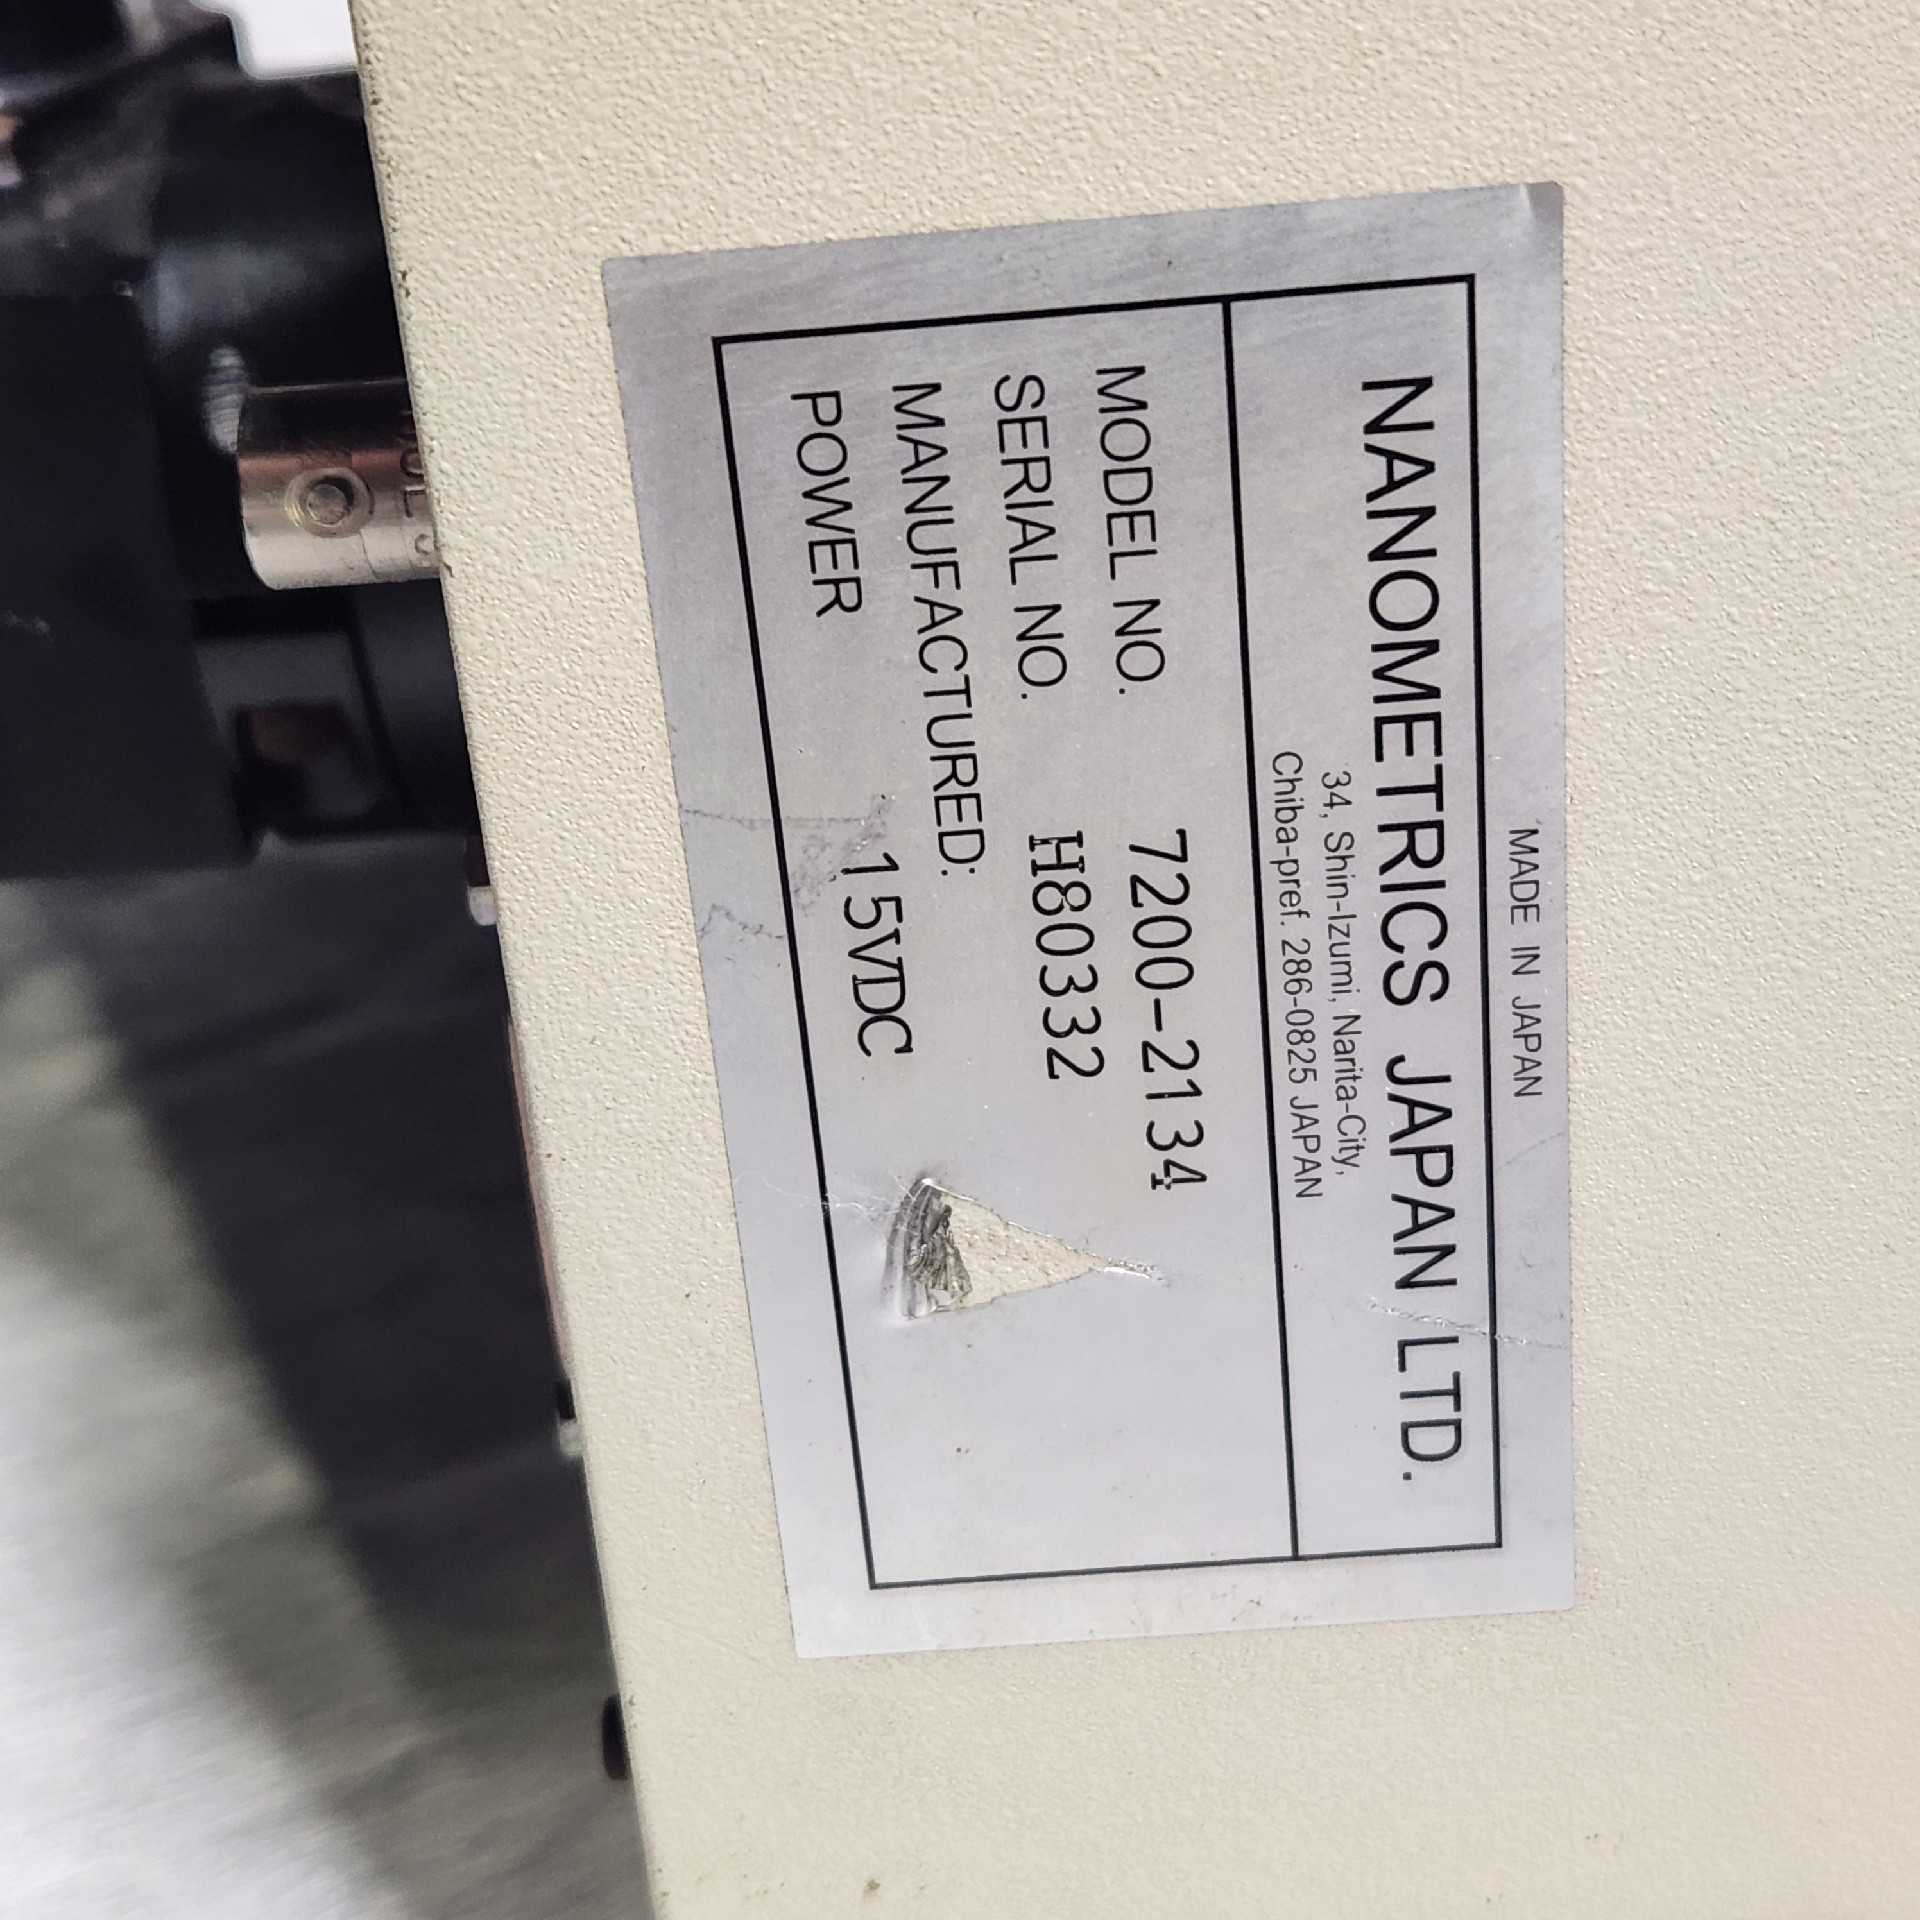 MADE IN JAPAN
NANOMETRICS JAPAN LTD.
34, Shin-Izumi, Narita-City,
Chiba-pref. 286-0825 JAPAN
MODEL NO. 7200-2134
SERIAL NO. H80332
MANUFACTURED:
POWER 15VDC